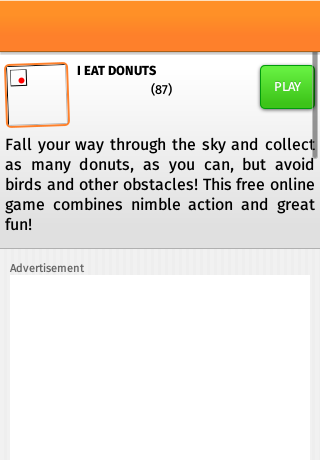 I EAT DONUTS
(87)
PLAY
Fall your way through the sky and collect
as many donuts, as you can, but avoid
birds and other obstacles! This free online
game combines nimble action and great
fun!
Advertisement